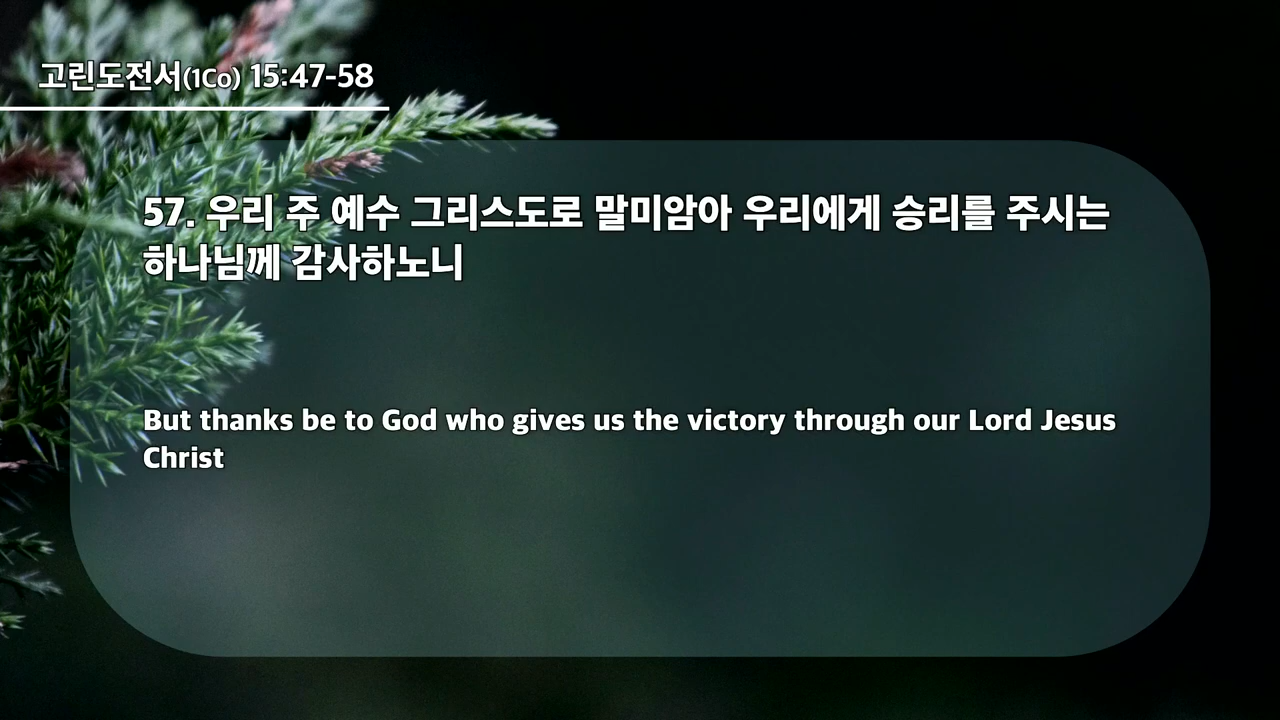 고린도전서(1Co) 15:47-58
57. 우리 주 예수 그리스도로 말미암아 우리에게 승리를 주시는
하나님께 감사하노니
But thanks be to God who gives us the victory through our Lord Jesus
Christ